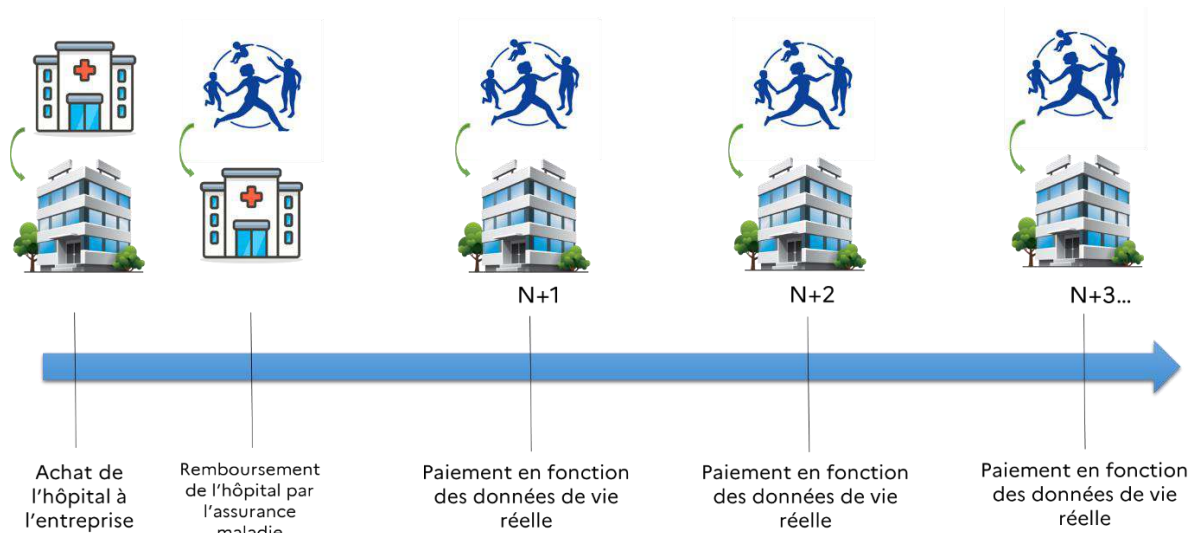 N+1
N+2
N+3...
Achat de
l'hôpital à
l'entreprise
Remboursement
de l'hôpital par
l'assurance
maladie
Paiement en fonction
des données de vie
réelle
Paiement en fonction
des données de vie
réelle
Paiement en fonction
des données de vie
réelle